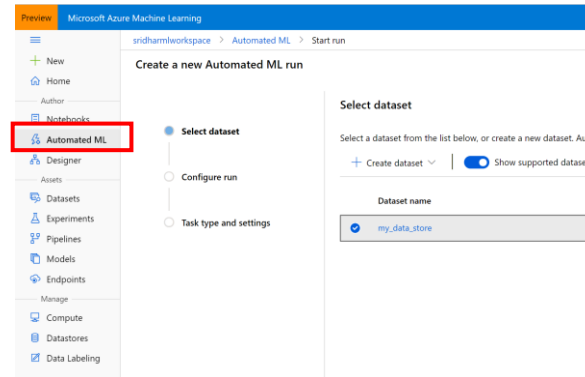 Preview Microsoft Azure Machine Learning
sridharmlworkspace > Automated ML > Start run
New
Home
Author
Notebooks
Automated ML
Designer
Assets
Datasets
Experiments
Pipelines
Models
Endpoints
Manage
Compute
Datastores
Data Labeling
Create a new Automated ML run
Select dataset
Configure run
Task type and settings
Select dataset
Select a dataset from the list below, or create a new dataset. Au
Create dataset
Show supported datase
Dataset name
my_data_store